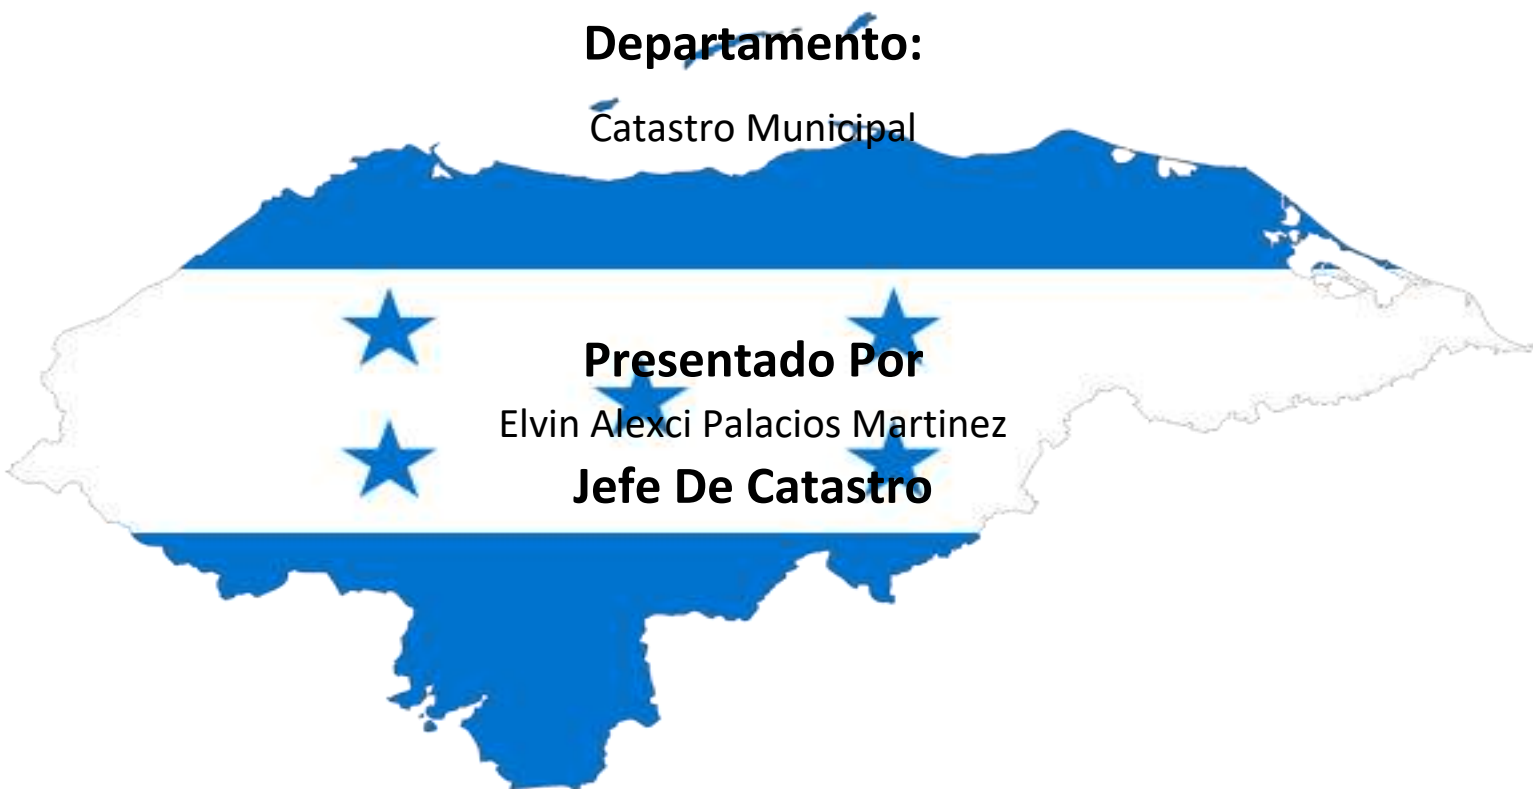 Departamento:
Catastro Municipal
Presentado Por
Elvin Alexci Palacios Martinez
Jefe De Catastro